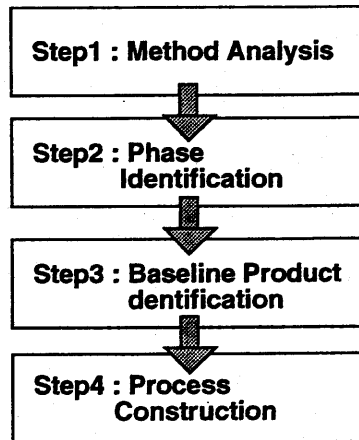 Step1 : Method Analysis
Step2 : Phase
Identification
Step3 : Baseline Product
dentification
Step4 : Process
Construction